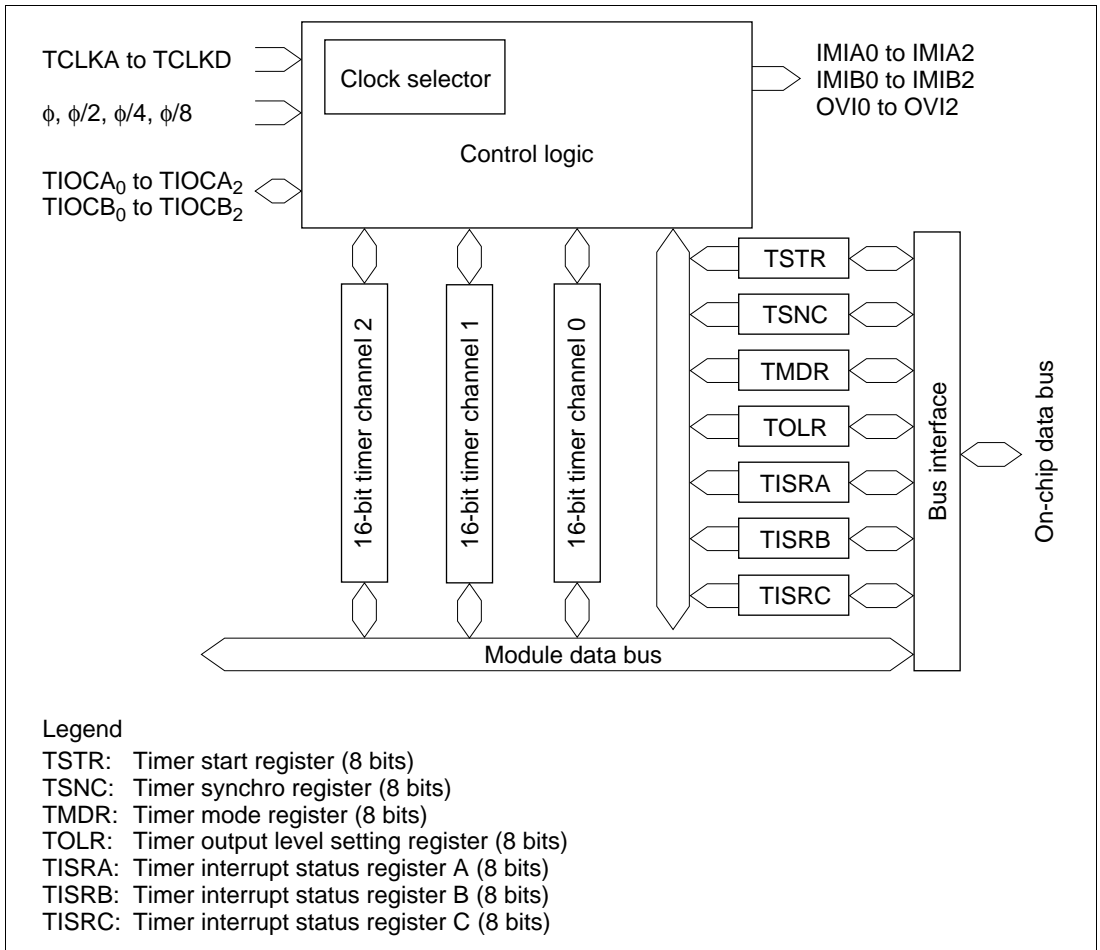 TCLKA to TCLKD
ϕ, ϕ/2, ϕ/4, ϕ/8
TIOCA0 to TIOCA2
TIOCB0 to TIOCB2
Clock selector
Control logic
IMIA0 to IMIA2
IMIB0 to IMIB2
OVI0 to OVI2
16-bit timer channel 2
16-bit timer channel 1
16-bit timer channel 0
TSTR
TSNC
TMDR
TOLR
TISRA
TISRB
TISRC
Bus interface
On-chip data bus
Module data bus
Legend
TSTR: Timer start register (8 bits)
TSNC: Timer synchro register (8 bits)
TMDR: Timer mode register (8 bits)
TOLR: Timer output level setting register (8 bits)
TISRA: Timer interrupt status register A (8 bits)
TISRB: Timer interrupt status register B (8 bits)
TISRC: Timer interrupt status register C (8 bits)